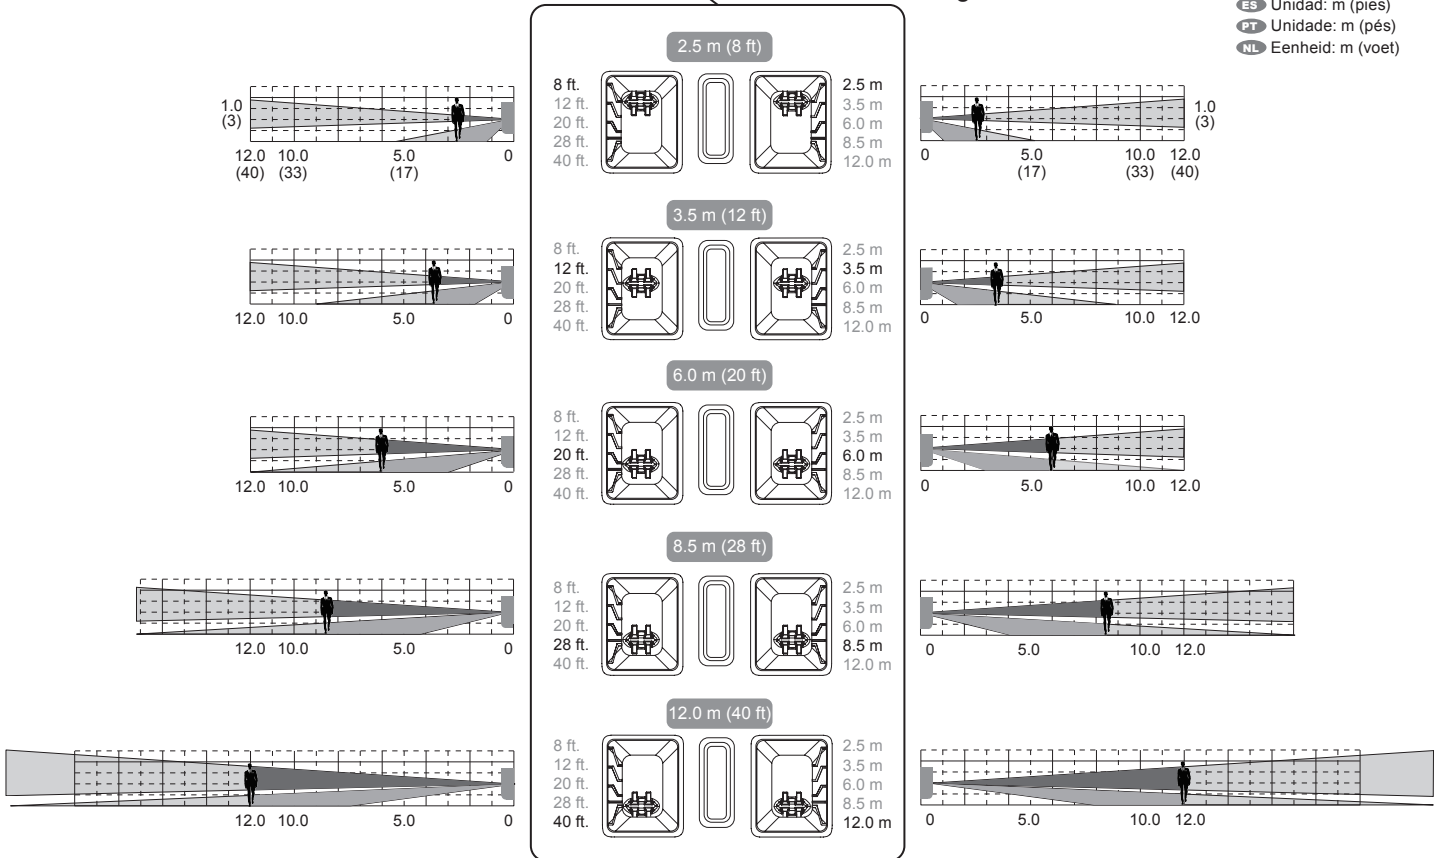 g
ES Unidad: m (pies)
PT Unidade: m (pés)
NL Eenheid: m (voet)
2.5 m (8 ft)
8 ft. 2.5 m
12 ft. 3.5 m
20 ft. 6.0 m
28 ft. 8.5 m
40 ft. 12.0 m
1.0
(3)
12.0 10.0 5.0 0
(40) (33) (17)
1.0
(3)
0 5.0 10.0 12.0
(17) (33) (40)
3.5 m (12 ft)
8 ft. 2.5 m
12 ft. 3.5 m
20 ft. 6.0 m
28 ft. 8.5 m
40 ft. 12.0 m
12.0 10.0 5.0 0
0 5.0 10.0 12.0
6.0 m (20 ft)
8 ft. 2.5 m
12 ft. 3.5 m
20 ft. 6.0 m
28 ft. 8.5 m
40 ft. 12.0 m
12.0 10.0 5.0 0
0 5.0 10.0 12.0
8.5 m (28 ft)
8 ft. 2.5 m
12 ft. 3.5 m
20 ft. 6.0 m
28 ft. 8.5 m
40 ft. 12.0 m
12.0 10.0 5.0 0
0 5.0 10.0 12.0
12.0 m (40 ft)
8 ft. 2.5 m
12 ft. 3.5 m
20 ft. 6.0 m
28 ft. 8.5 m
40 ft. 12.0 m
12.0 10.0 5.0 0
0 5.0 10.0 12.0